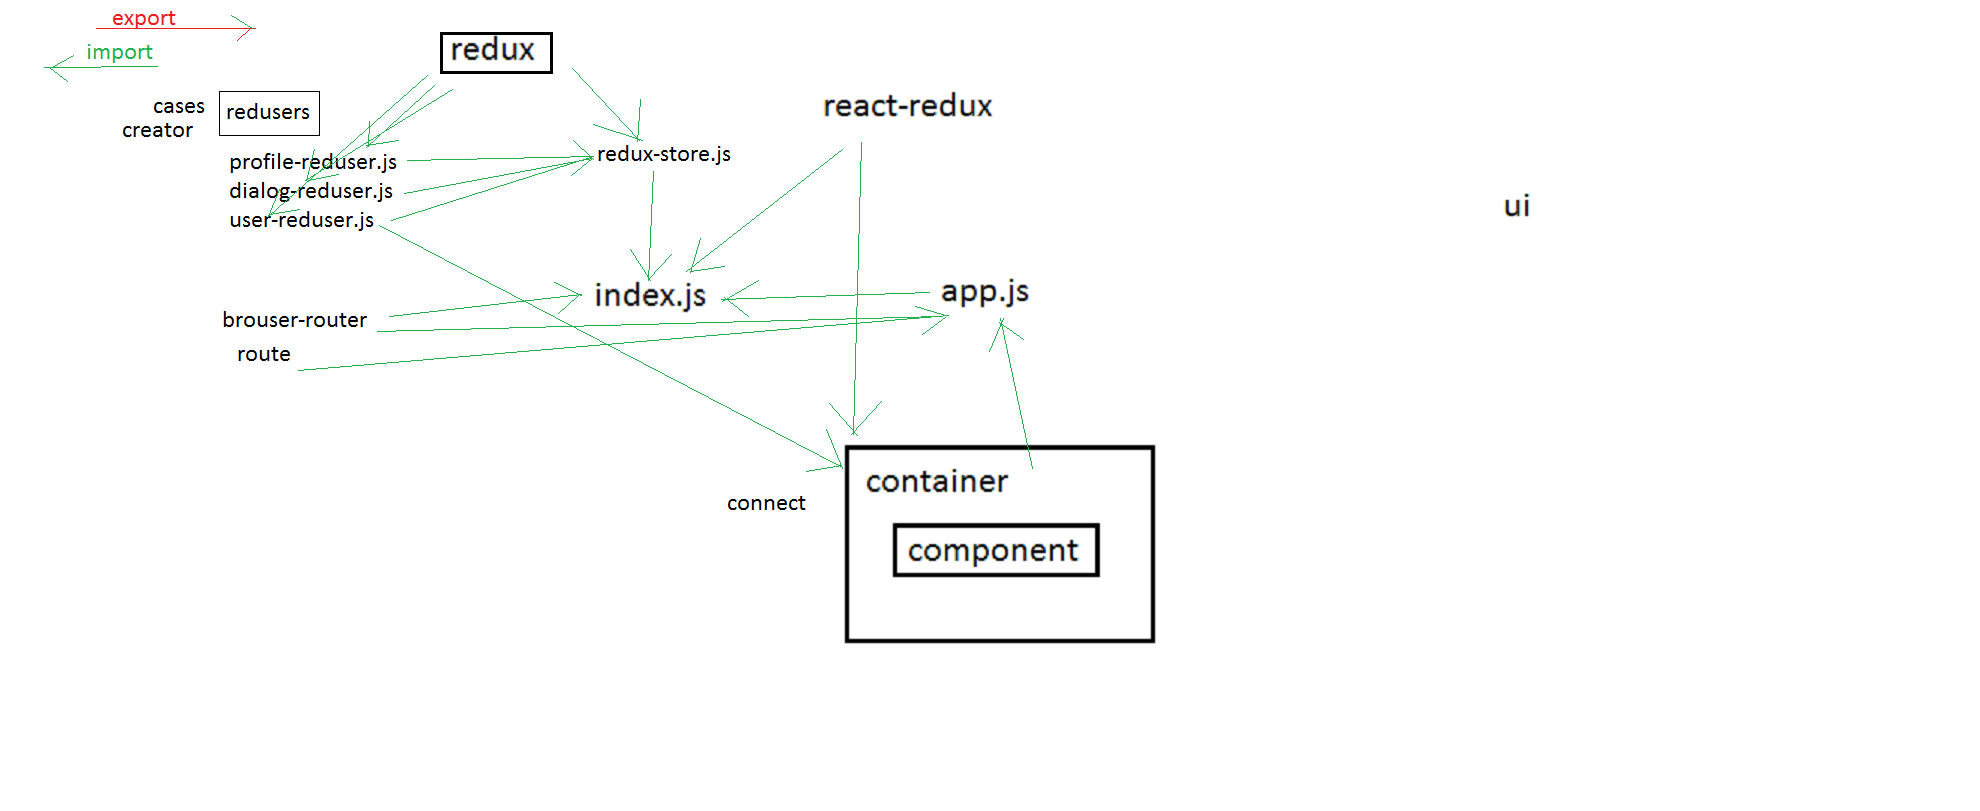 export
import
redux
cases
creator
redusers
react-redux
profile-reduser.js
dialog-reduser.js
user-reduser.js
redux-store.js
ui
index.js
app.js
brouser-router
route
container
connect
component